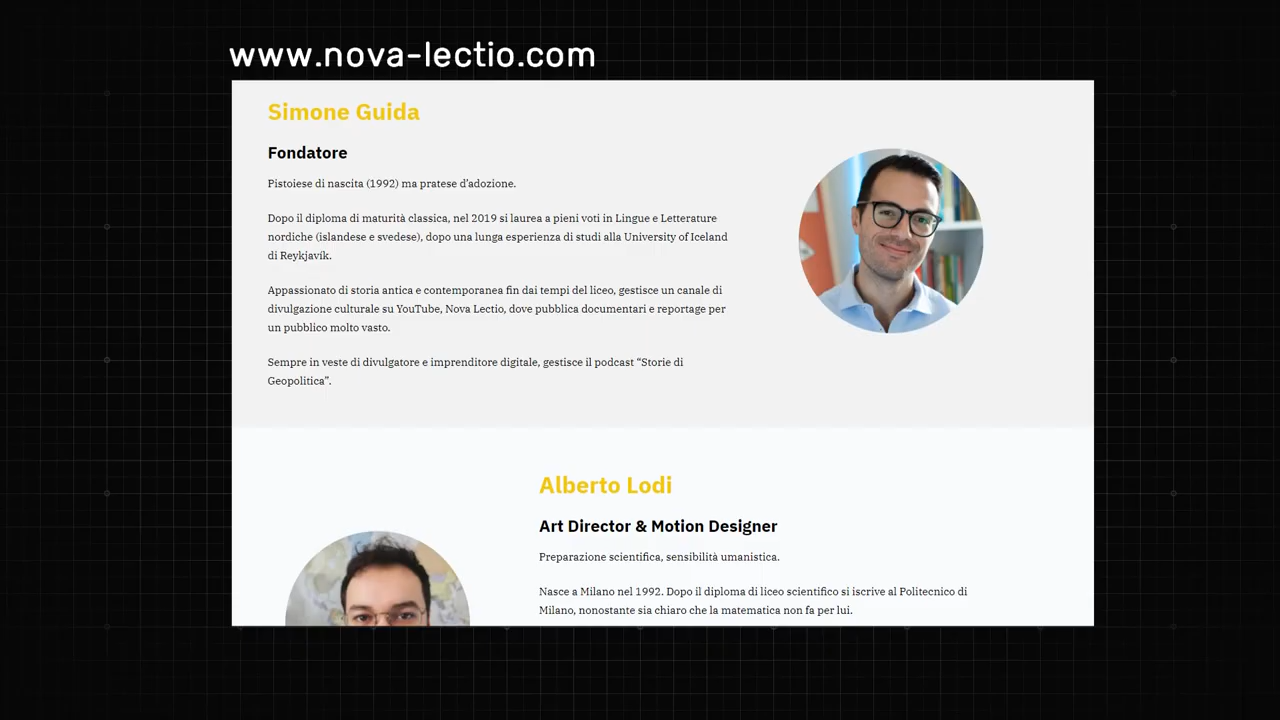 www.nova-lectio.com
Simone Guida
Fondatore
Pistoiese di nascita (1992) ma pratese d’adozione.
Dopo il diploma di maturità classica, nel 2019 si laurea a pieni voti in Lingue e Letterature
nordiche (islandese e svedese), dopo una lunga esperienza di studi alla University of Iceland
di Reykjavík.
Appassionato di storia antica e contemporanea fin dai tempi del liceo, gestisce un canale di
divulgazione culturale su YouTube, Nova Lectio, dove pubblica documentari e reportage per
un pubblico molto vasto.
Sempre in veste di divulgatore e imprenditore digitale, gestisce il podcast “Storie di
Geopolitica”.
Alberto Lodi
Art Director & Motion Designer
Preparazione scientifica, sensibilità umanistica.
Nasce a Milano nel 1992. Dopo il diploma di liceo scientifico si iscrive al Politecnico di
Milano, nonostante sia chiaro che la matematica non fa per lui.